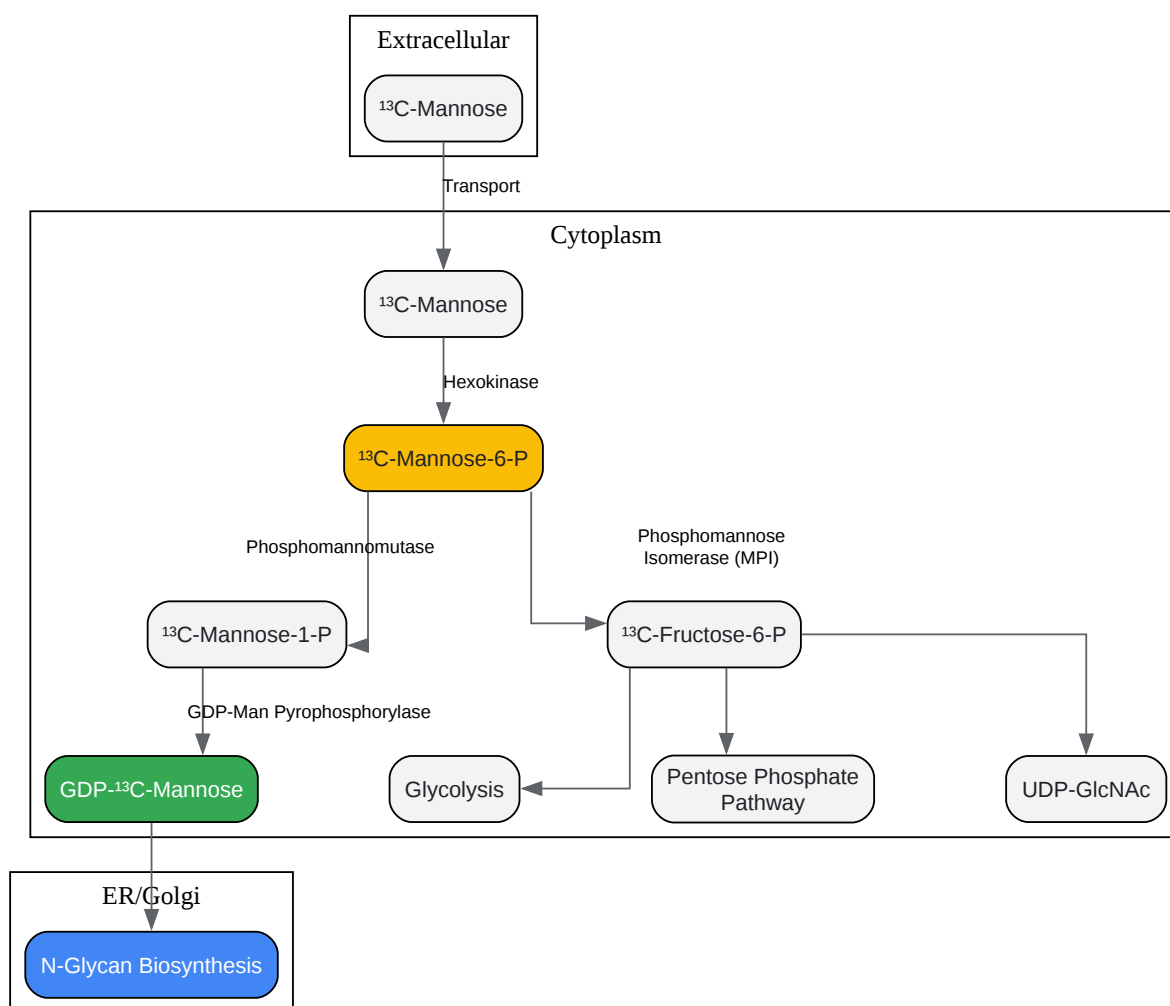 Extracellular
¹³C-Mannose
Transport
Cytoplasm
¹³C-Mannose
Hexokinase
¹³C-Mannose-6-P
Phosphomannomutase
Phosphomannose
Isomerase (MPI)
¹³C-Mannose-1-P
¹³C-Fructose-6-P
GDP-Man Pyrophosphorylase
GDP-¹³C-Mannose
Glycolysis
Pentose Phosphate
Pathway
UDP-GlcNAc
ER/Golgi
N-Glycan Biosynthesis